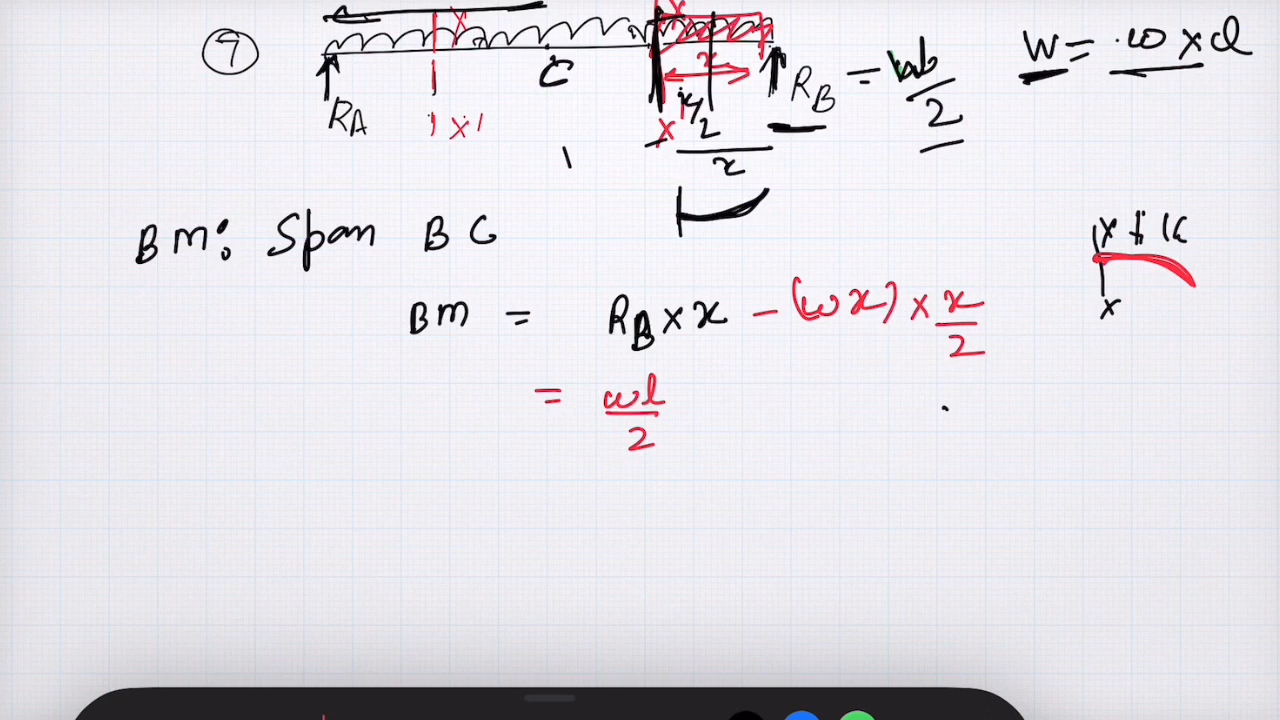 7
X
X
C
x
W = w x l
RA
X'
RB = wl/2
X
x/2
x
BM: Span BC
x
BM = RB × x - (wx) × x/2
x
= wl/2